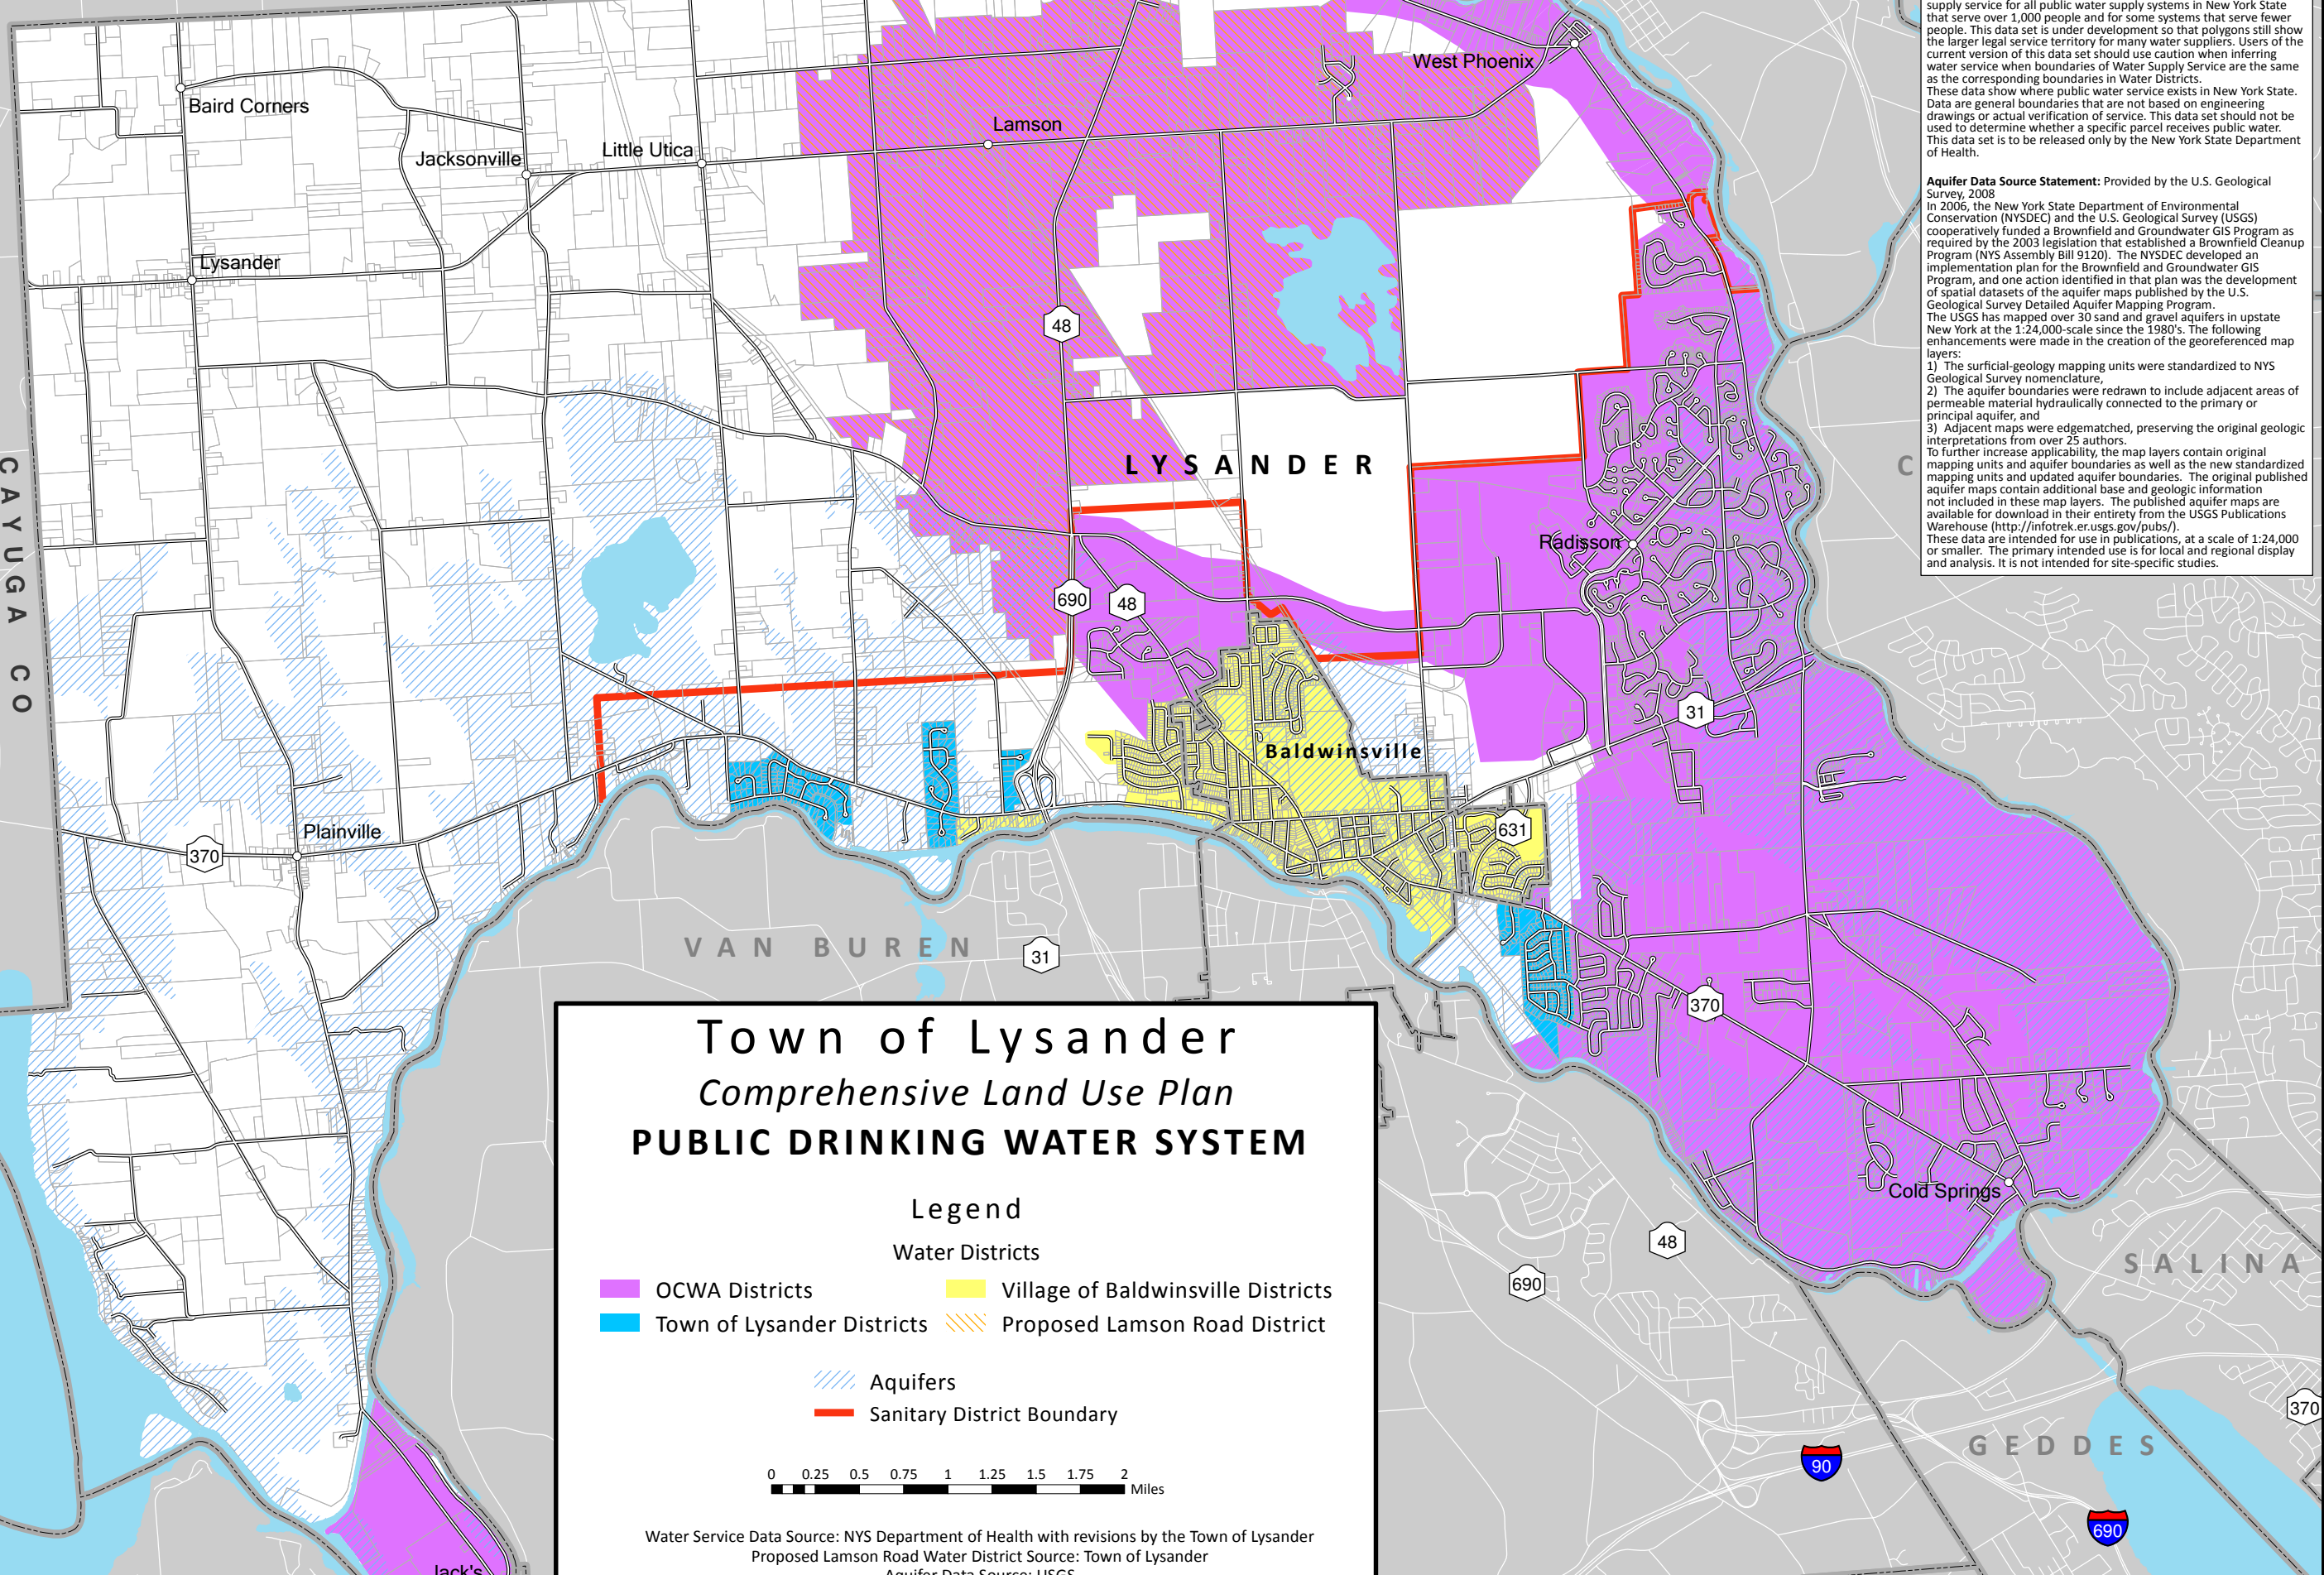 supply service for all public water supply systems in New York State
that serve over 1,000 people and for some systems that serve fewer
people. This data set is under development so that polygons still show
the larger legal service territory for many water suppliers. Users of the
current version of this data set should use caution when inferring
water service when boundaries of Water Supply Service are the same
as the corresponding boundaries in Water Districts.
These data show where public water service exists in New York State.
Data are general boundaries that are not based on engineering
drawings or actual verification of service. This data set should not be
used to determine whether a specific parcel receives public water.
This data set is to be released only by the New York State Department
of Health.
Aquifer Data Source Statement: Provided by the U.S. Geological
Survey, 2008
In 2006, the New York State Department of Environmental
Conservation (NYSDEC) and the U.S. Geological Survey (USGS)
cooperatively funded a Brownfield and Groundwater GIS Program as
required by the 2003 legislation that established a Brownfield Cleanup
Program (NYS Assembly Bill 9120). The NYSDEC developed an
implementation plan for the Brownfield and Groundwater GIS
Program, and one action identified in that plan was the development
of spatial datasets of the aquifer maps published by the U.S.
Geological Survey Detailed Aquifer Mapping Program.
The USGS has mapped over 30 sand and gravel aquifers in upstate
New York at the 1:24,000-scale since the 1980's. The following
enhancements were made in the creation of the georeferenced map
layers:
1) The surficial-geology mapping units were standardized to NYS
Geological Survey nomenclature,
2) The aquifer boundaries were redrawn to include adjacent areas of
permeable material hydraulically connected to the primary or
principal aquifer, and
3) Adjacent maps were edgematched, preserving the original geologic
interpretations from over 25 authors.
To further increase applicability, the map layers contain original
mapping units and aquifer boundaries as well as the new standardized
mapping units and updated aquifer boundaries. The original published
aquifer maps contain additional base and geologic information
not included in these map layers. The published aquifer maps are
available for download in their entirety from the USGS Publications
Warehouse (http://infotrek.er.usgs.gov/pubs/).
These data are intended for use in publications, at a scale of 1:24,000
or smaller. The primary intended use is for local and regional display
and analysis. It is not intended for site-specific studies.
West Phoenix
Baird Corners
Lamson
Jacksonville
Little Utica
Lysander
48
LYSANDER
C
CAYUGA CO
Radisson
690
48
31
Baldwinsville
Plainville
370
631
VAN BUREN
31
370
Cold Springs
48
690
SALINA
370
GEDDES
90
690
Jack's
Town of Lysander
Comprehensive Land Use Plan
PUBLIC DRINKING WATER SYSTEM
Legend
Water Districts
OCWA Districts
Village of Baldwinsville Districts
Town of Lysander Districts
Proposed Lamson Road District
Aquifers
Sanitary District Boundary
0 0.25 0.5 0.75 1 1.25 1.5 1.75 2
Miles
Water Service Data Source: NYS Department of Health with revisions by the Town of Lysander
Proposed Lamson Road Water District Source: Town of Lysander
Aquifer Data Source: USGS